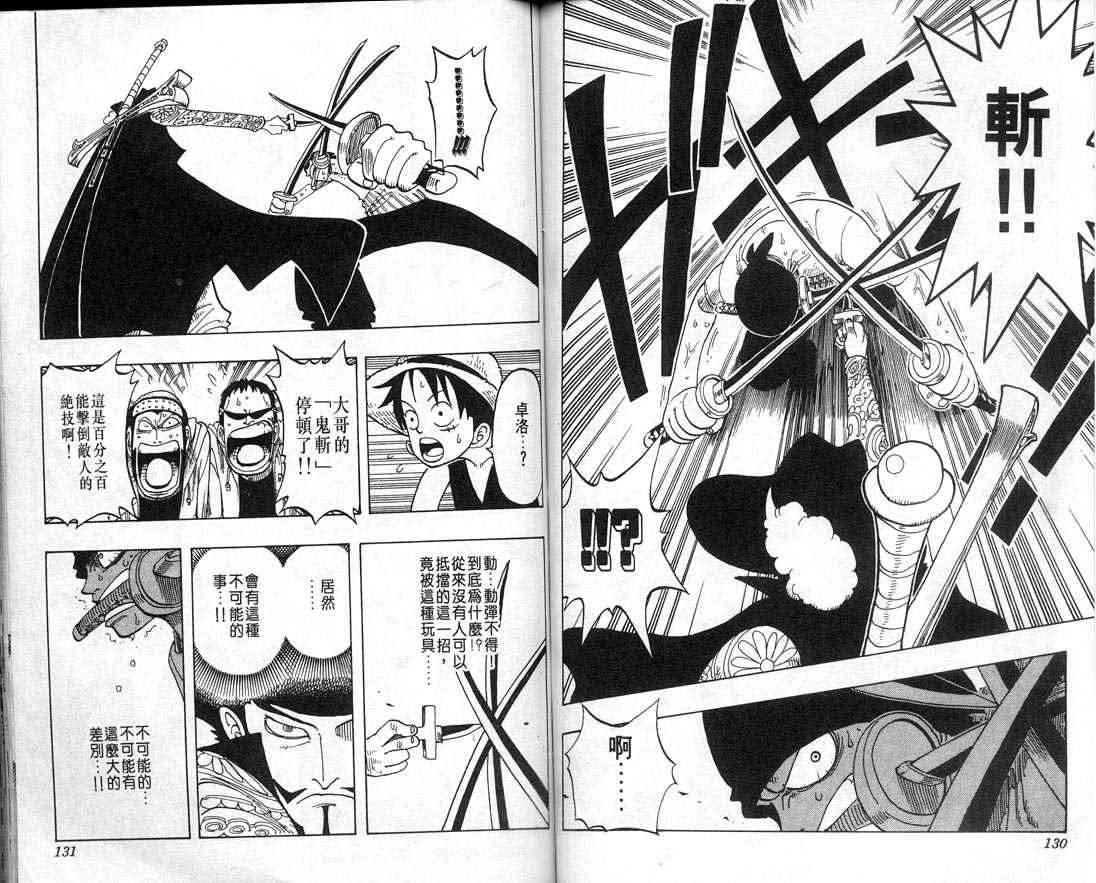 斬!!
!!?
啊……
130
………!!!
卓洛…?
大哥的
「鬼斬」
停頓了!!
這是百分之百
能擊倒敵人的
絕技啊！
動…動彈不得！
到底爲什麼!?
從來沒有人可以
抵擋的這一招，
竟被這種玩具……
居然
……
會有這種
不可能的
事…!!
不可能的…
不可能有
這麼大的
差別…!!
131